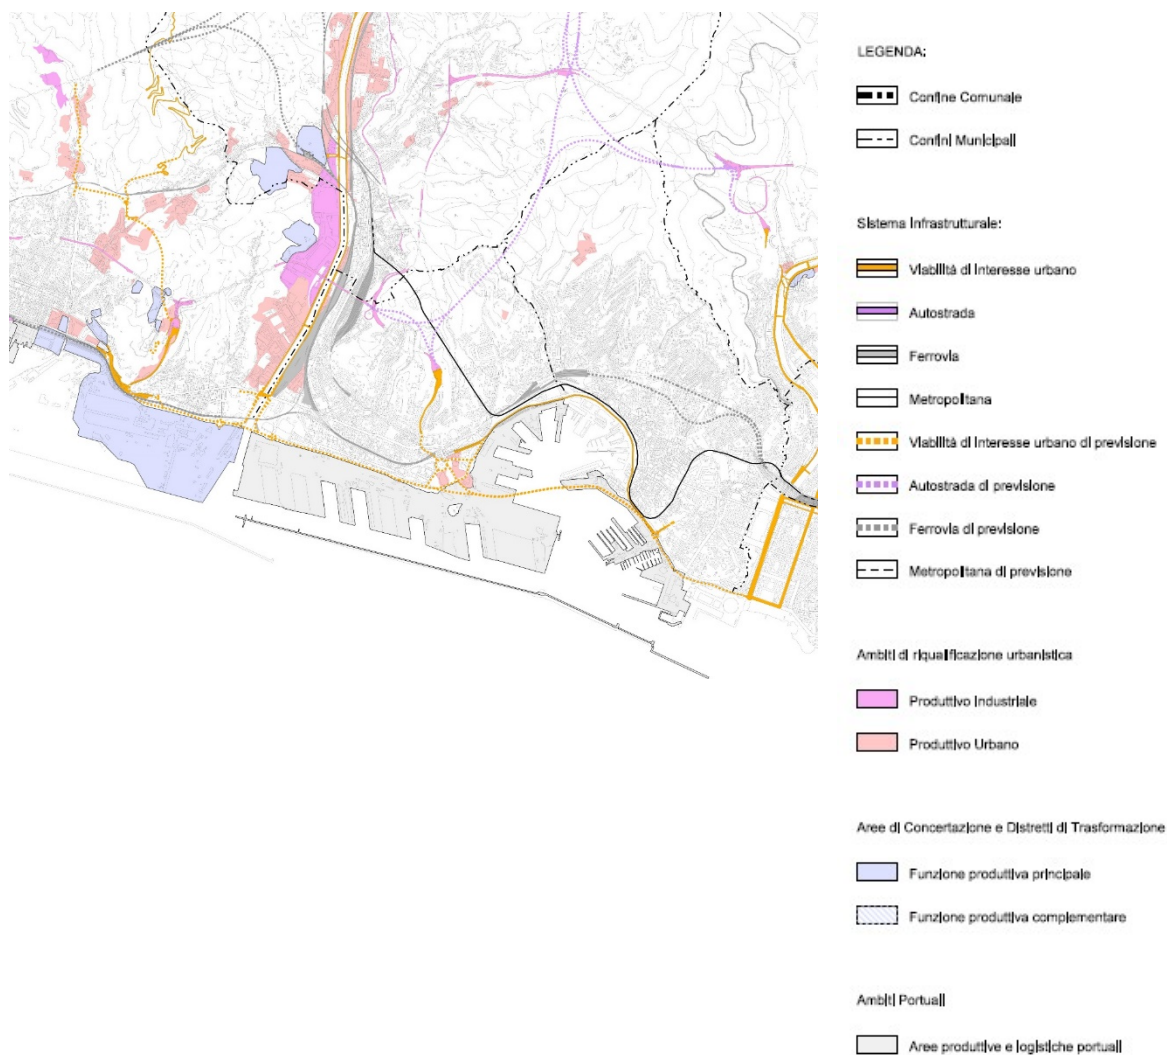 LEGENDA:
Confine Comunale
Confini Municipali
Sistema Infrastrutturale:
Viabilità di interesse urbano
Autostrada
Ferrovia
Metropolitana
Viabilità di interesse urbano di previsione
Autostrada di previsione
Ferrovia di previsione
Metropolitana di previsione
Ambiti di riqualificazione urbanistica
Produttivo Industriale
Produttivo Urbano
Aree di Concertazione e Distretti di Trasformazione
Funzione produttiva principale
Funzione produttiva complementare
Ambiti Portuali
Aree produttive e logistiche portuali